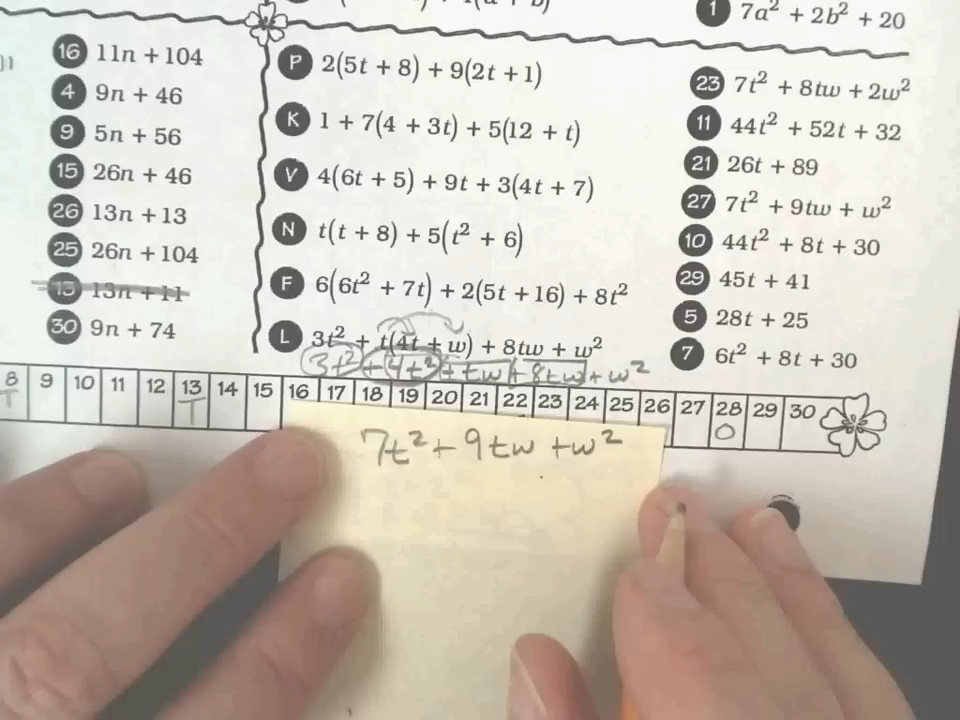 1 7a² + 2b² + 20
16 11n + 104
4 9n + 46
9 5n + 56
15 26n + 46
26 13n + 13
25 26n + 104
19 13n + 11
30 9n + 74
P 2(5t + 8) + 9(2t + 1)
K 1 + 7(4 + 3t) + 5(12 + t)
V 4(6t + 5) + 9t + 3(4t + 7)
N t(t + 8) + 5(t² + 6)
F 6(6t² + 7t) + 2(5t + 16) + 8t²
L 3t² + t(4t + w) + 8tw + w²
3t² + 4t² + tw + 8tw + w²
23 7t² + 8tw + 2w²
11 44t² + 52t + 32
21 26t + 89
27 7t² + 9tw + w²
10 44t² + 8t + 30
29 45t + 41
5 28t + 25
7 6t² + 8t + 30
8 9 10 11 12 13 14 15 16 17 18 19 20 21 22 23 24 25 26 27 28 29 30
T T O
7t² + 9tw + w²